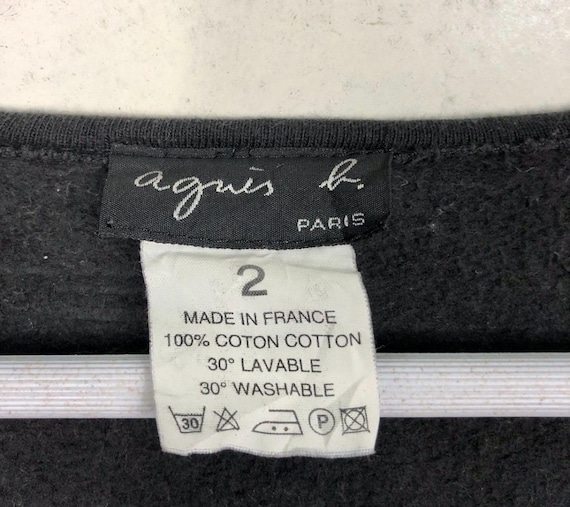 agnès b.
PARIS
2
MADE IN FRANCE
100% COTON COTTON
30° LAVABLE
30° WASHABLE
30 P